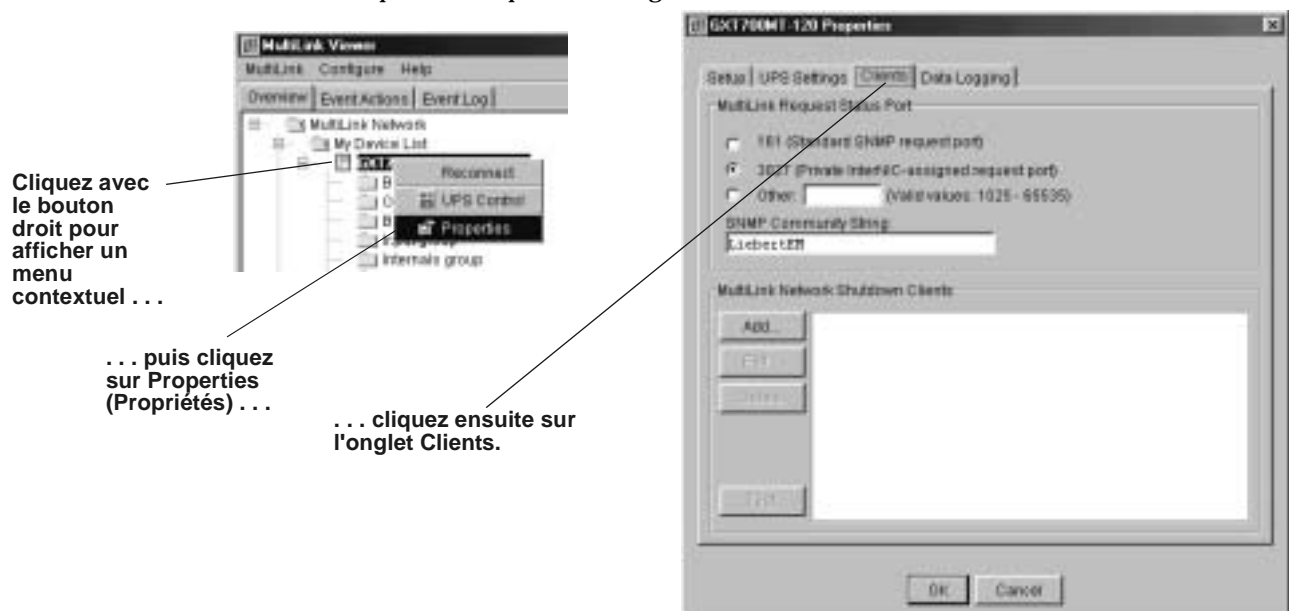 MultiLink Viewer
MultiLink Configure Help
Overview Event Actions Event Log
MultiLink Network
My Device List
Reconnect
UPS Control
Properties
Internals group
Cliquez avec
le bouton
droit pour
afficher un
menu
contextuel . . .
. . . puis cliquez
sur Properties
(Propriétés) . . .
. . . cliquez ensuite sur
l'onglet Clients.
GXT700MT-120 Properties
Setup UPS Settings Clients Data Logging
MultiLink Request Status Port
161 (Standard SNMP request port)
3027 (Private InterNIC-assigned request port)
Other: (Valid values: 1025 - 65535)
SNMP Community String:
LiebertEM
MultiLink Network Shutdown Clients
Add...
Edit...
Delete
Test
OK Cancel